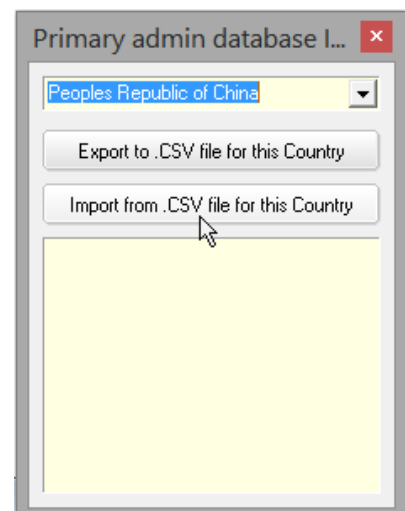 Primary admin database I...
Peoples Republic of China
Export to .CSV file for this Country
Import from .CSV file for this Country